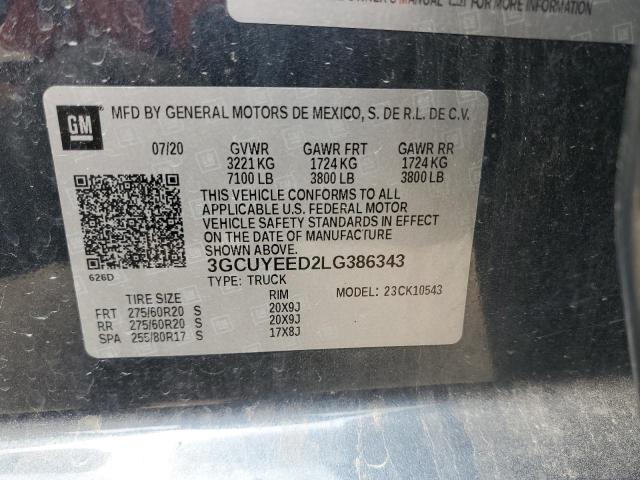 OWNER'S MANUAL FOR MORE INFORMATION
GM
MFD BY GENERAL MOTORS DE MEXICO, S. DE R.L. DE C.V.
07/20 GVWR GAWR FRT GAWR RR
3221 KG 1724 KG 1724 KG
7100 LB 3800 LB 3800 LB
THIS VEHICLE CONFORMS TO ALL
APPLICABLE U.S. FEDERAL MOTOR
VEHICLE SAFETY STANDARDS IN EFFECT
ON THE DATE OF MANUFACTURE
SHOWN ABOVE.
626D
3GCUYEED2LG386343
TYPE: TRUCK MODEL: 23CK10543
TIRE SIZE RIM
FRT 275/60R20 S 20X9J
RR 275/60R20 S 20X9J
SPA 255/80R17 S 17X8J